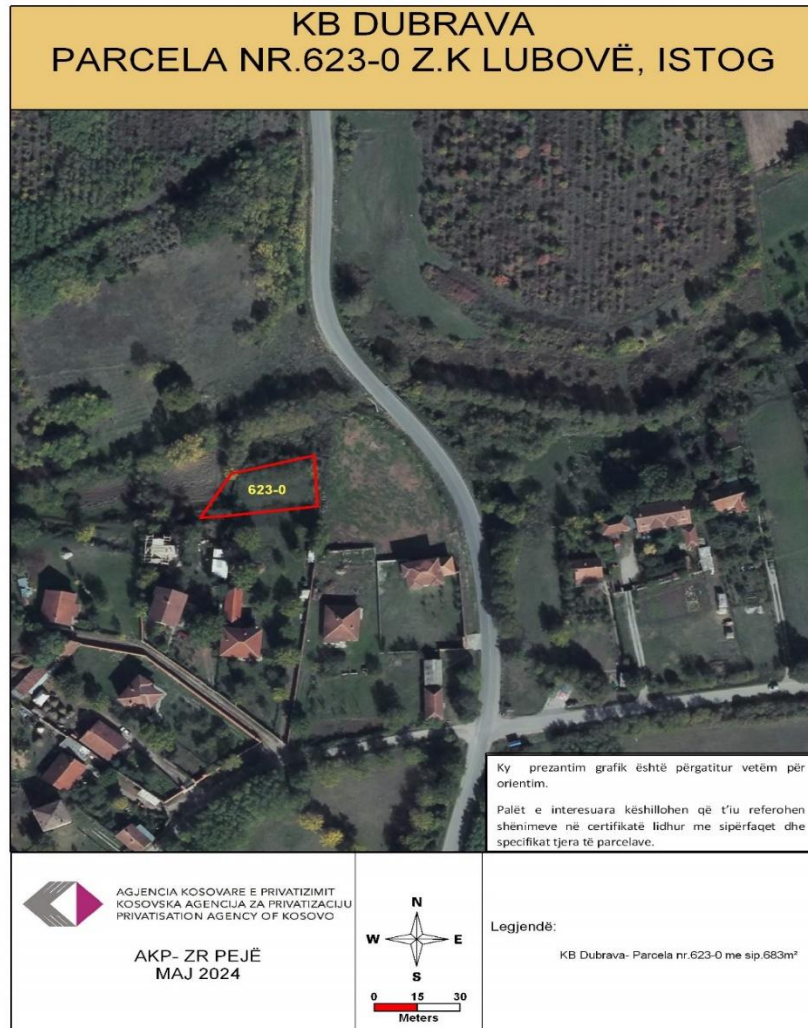 KB DUBRAVA
PARCELA NR.623-0 Z.K LUBOVË, ISTOG
623-0
Ky prezantim grafik është përgatitur vetëm për
orientim.
Palët e interesuara këshillohen që t'iu referohen
shënimeve në certifikatë lidhur me sipërfaqet dhe
specifikat tjera të parcelave.
AGJENCIA KOSOVARE E PRIVATIZIMIT
KOSOVSKA AGENCIJA ZA PRIVATIZACIJU
PRIVATISATION AGENCY OF KOSOVO
AKP- ZR PEJË
MAJ 2024
N
W E
S
0 15 30
Meters
Legjendë:
KB Dubrava- Parcela nr.623-0 me sip.683m²